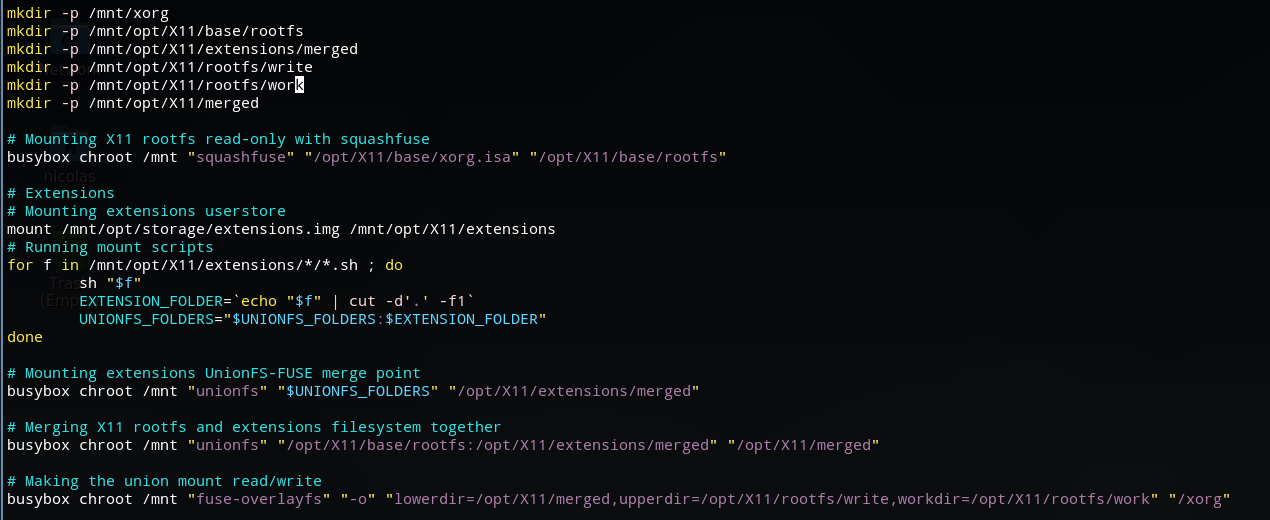 mkdir -p /mnt/xorg
mkdir -p /mnt/opt/X11/base/rootfs
mkdir -p /mnt/opt/X11/extensions/merged
mkdir -p /mnt/opt/X11/rootfs/write
mkdir -p /mnt/opt/X11/rootfs/work
mkdir -p /mnt/opt/X11/merged
# Mounting X11 rootfs read-only with squashfuse
busybox chroot /mnt "squashfuse" "/opt/X11/base/xorg.isa" "/opt/X11/base/rootfs"
nicolas
# Extensions
# Mounting extensions userstore
mount /mnt/opt/storage/extensions.img /mnt/opt/X11/extensions
# Running mount scripts
for f in /mnt/opt/X11/extensions/*/*.sh ; do
sh "$f"
EXTENSION_FOLDER=`echo "$f" | cut -d'.' -f1`
UNIONFS_FOLDERS="$UNIONFS_FOLDERS:$EXTENSION_FOLDER"
done
# Mounting extensions UnionFS-FUSE merge point
busybox chroot /mnt "unionfs" "$UNIONFS_FOLDERS" "/opt/X11/extensions/merged"
# Merging X11 rootfs and extensions filesystem together
busybox chroot /mnt "unionfs" "/opt/X11/base/rootfs:/opt/X11/extensions/merged" "/opt/X11/merged"
# Making the union mount read/write
busybox chroot /mnt "fuse-overlayfs" "-o" "lowerdir=/opt/X11/merged,upperdir=/opt/X11/rootfs/write,workdir=/opt/X11/rootfs/work" "/xorg"